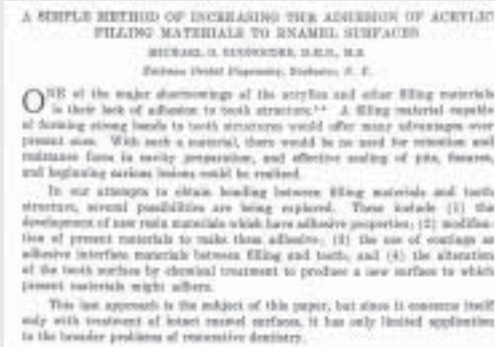 A SIMPLE METHOD OF INCREASING THE ADHESION OF ACRYLIC
FILLING MATERIALS TO ENAMEL SURFACES
MICHAEL G. BUONOCORE, D.M.D., M.S.
Eastman Dental Dispensary, Rochester, N. Y.
ONE of the major shortcomings of the acrylics and other filling materials
is their lack of adhesion to tooth structure. A filling material capable
of forming strong bonds to tooth structures would offer many advantages over
present ones. With such a material, there would be no need for retention and
resistance form in cavity preparation, and effective sealing of pits, fissures,
and beginning carious lesions could be realized.
In our attempts to obtain bonding between filling materials and tooth
structure, several possibilities are being explored. These include (1) the
development of new resin materials which have adhesive properties; (2) modifica-
tion of present materials to make them adhesive; (3) the use of coatings as
adhesive interface materials between filling and tooth; and (4) the alteration
of the tooth surface by chemical treatment to produce a new surface to which
present materials might adhere.
This last approach is the subject of this paper, but since it concerns itself
only with treatment of intact enamel surfaces, it has only limited application
to the broader problems of restorative dentistry.